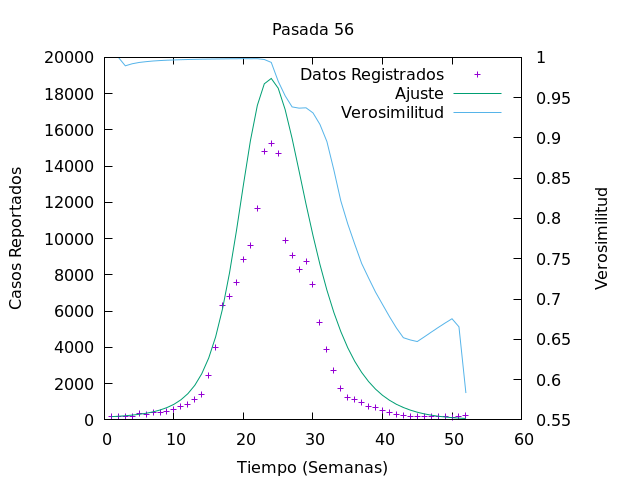 Pasada 56
20000
18000
16000
14000
12000
10000
8000
6000
4000
2000
0
Casos Reportados
Datos Registrados
Ajuste
Verosimilitud
1
0.95
0.9
0.85
0.8
0.75
0.7
0.65
0.6
0.55
Verosimilitud
0 10 20 30 40 50 60
Tiempo (Semanas)